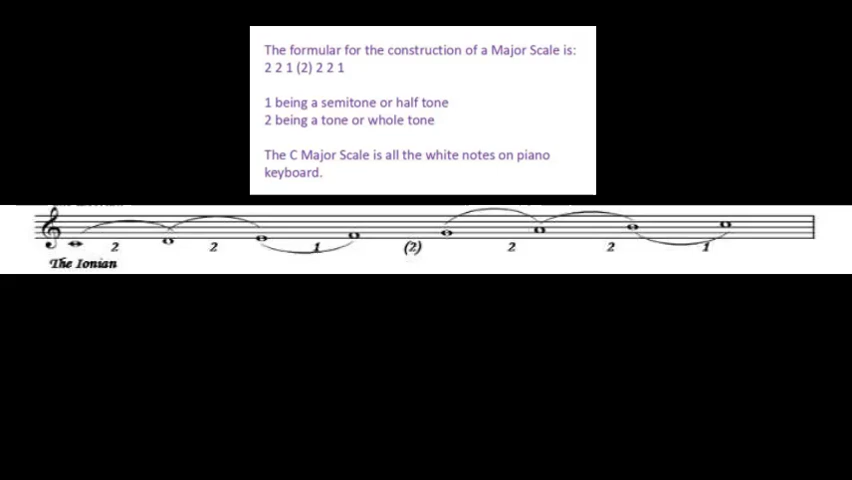 The formular for the construction of a Major Scale is:
2 2 1 (2) 2 2 1
1 being a semitone or half tone
2 being a tone or whole tone
The C Major Scale is all the white notes on piano
keyboard.
2 2 1 (2) 2 2 1
The Ionian